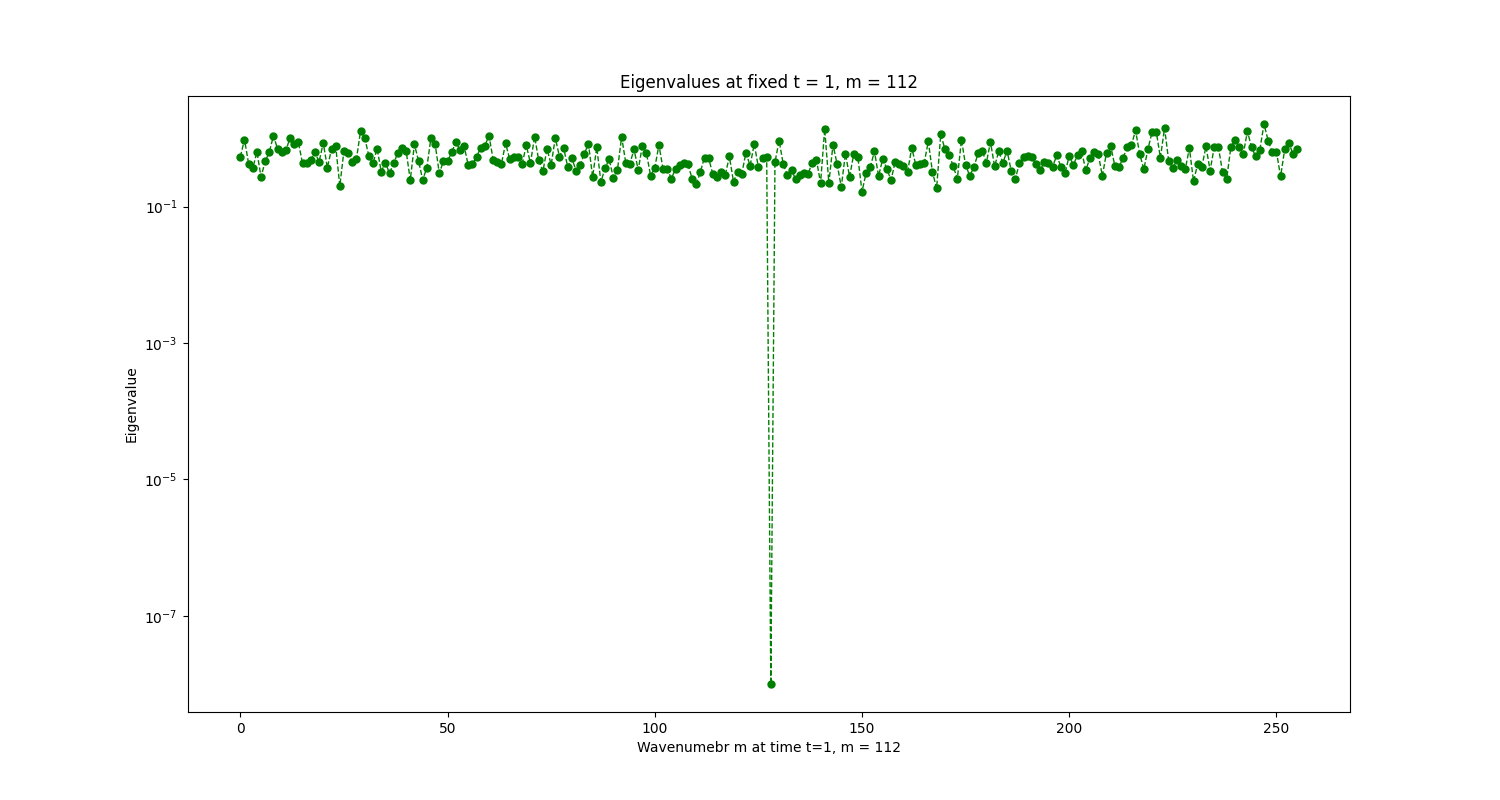 Eigenvalues at fixed t = 1, m = 112
Eigenvalue
10⁻¹
10⁻³
10⁻⁵
10⁻⁷
0 50 100 150 200 250
Wavenumebr m at time t=1, m = 112